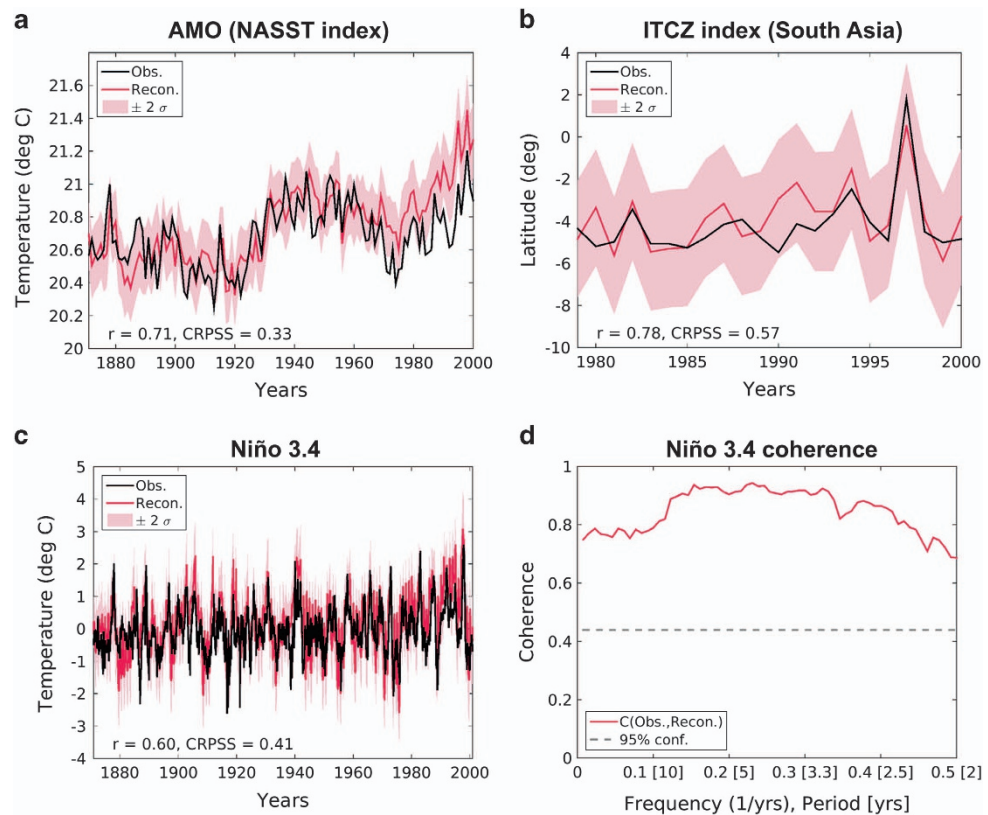 a
AMO (NASST index)
21.6
21.4
21.2
21
20.8
20.6
20.4
20.2
20
Temperature (deg C)
Obs.
Recon.
± 2 σ
r = 0.71, CRPSS = 0.33
1880 1900 1920 1940 1960 1980 2000
Years
b
ITCZ index (South Asia)
4
2
0
-2
-4
-6
-8
-10
Latitude (deg)
Obs.
Recon.
± 2 σ
r = 0.78, CRPSS = 0.57
1980 1985 1990 1995 2000
Years
c
Niño 3.4
5
4
3
2
1
0
-1
-2
-3
-4
Temperature (deg C)
Obs.
Recon.
± 2 σ
r = 0.60, CRPSS = 0.41
1880 1900 1920 1940 1960 1980 2000
Years
d
Niño 3.4 coherence
1
0.8
0.6
0.4
0.2
0
Coherence
C(Obs.,Recon.)
95% conf.
0 0.1 [10] 0.2 [5] 0.3 [3.3] 0.4 [2.5] 0.5 [2]
Frequency (1/yrs), Period [yrs]